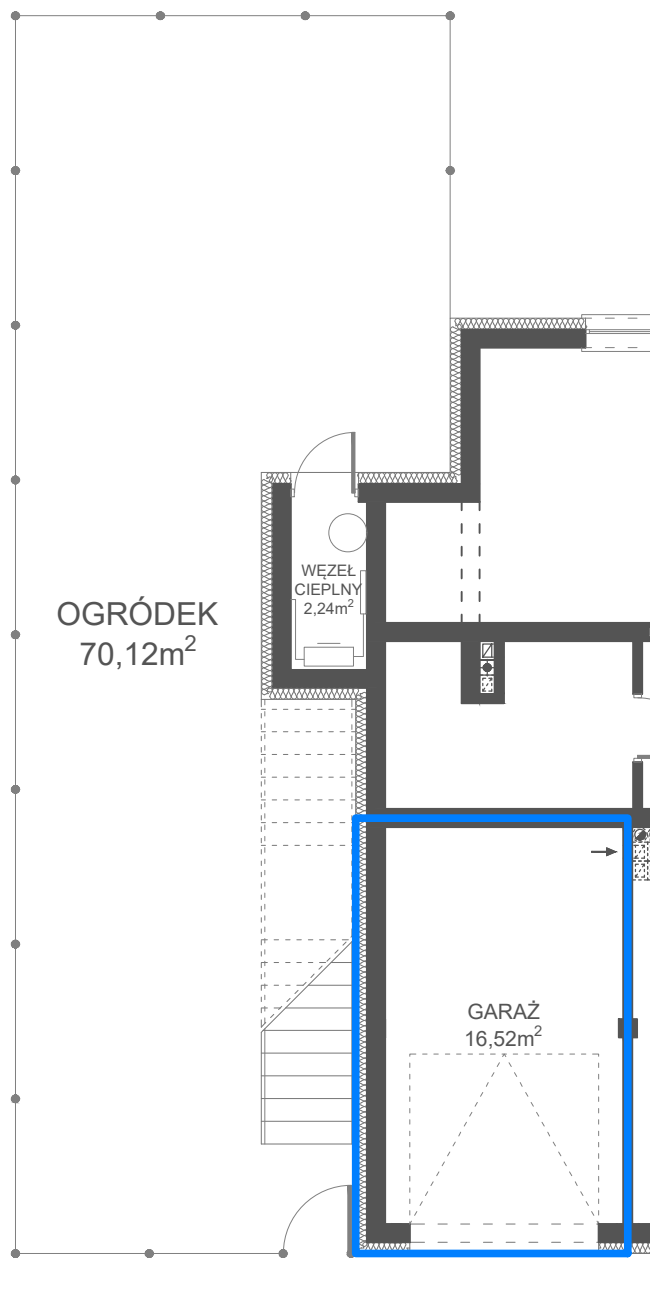 WĘZEŁ
CIEPLNY
2,24m²
OGRÓDEK
70,12m²
GARAŻ
16,52m²